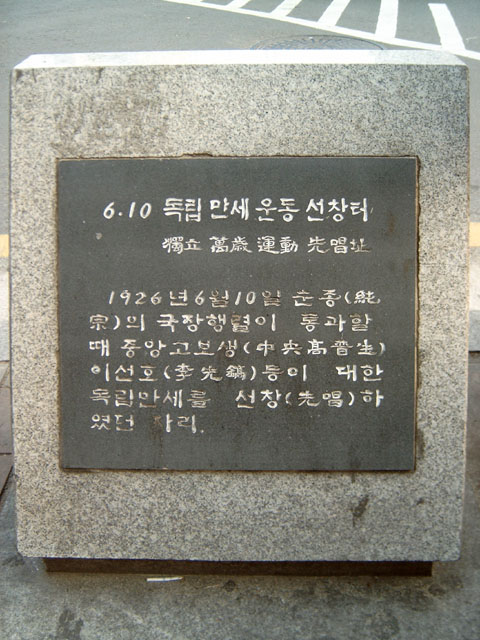 6.10 독립 만세 운동 선창터
獨立 萬歲 運動 先唱址
1926년 6월 10일 순종(純
宗)의 국장행렬이 통과할
때 중앙고보생(中央高普生)
이선호(李先鎬)등이 대한
독립만세를 선창(先唱)하
였던 자리.